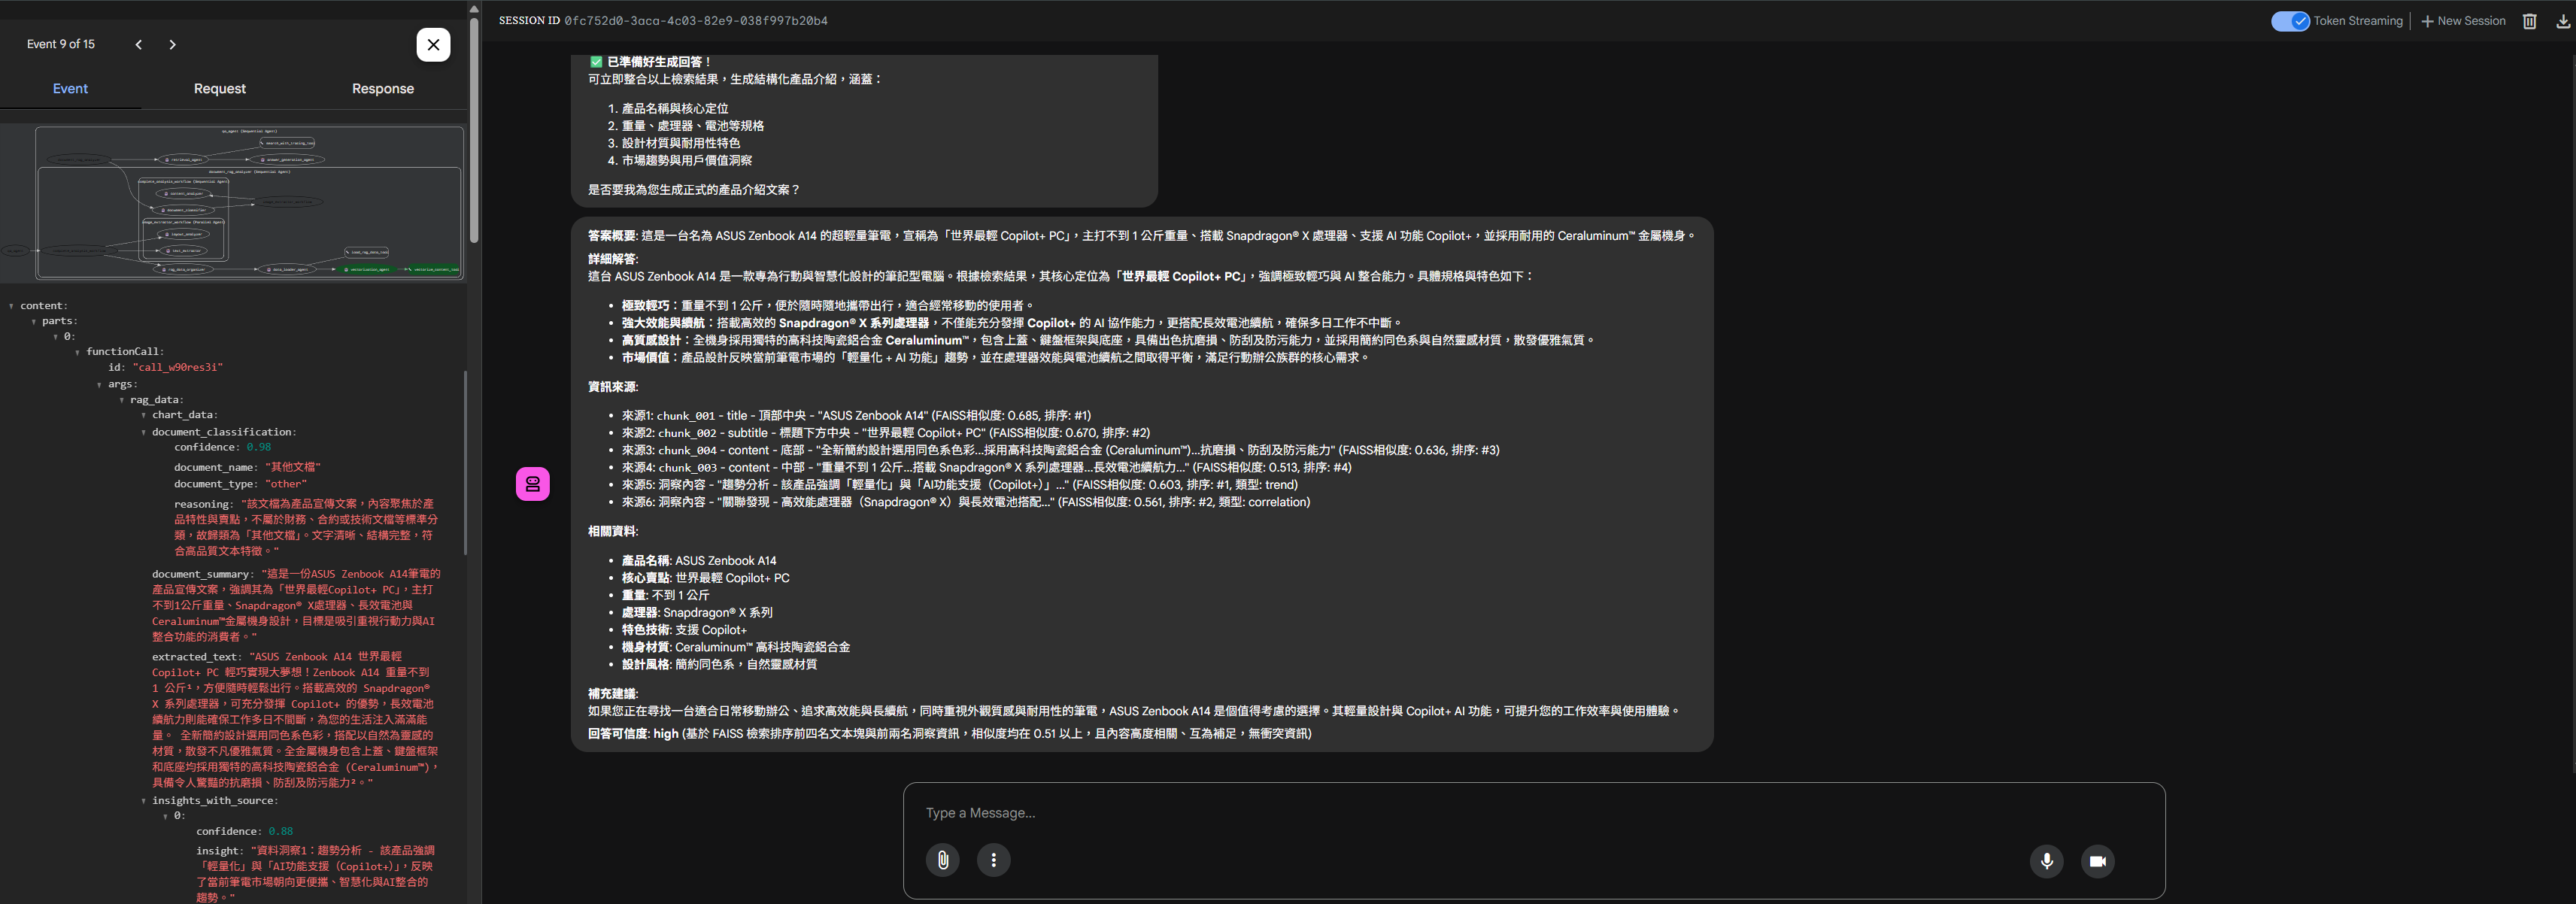 Event 9 of 15
Event
Request
Response
qa_agent (Sequential Agent)
search_with_tracing_tool
retrieval_agent
answer_generation_agent
document_rag_analyzer (Sequential Agent)
complete_analysis_workflow (Sequential Agent)
content_analyzer
document_classifier
image_extractor_workflow (Parallel Agent)
layout_analyzer
text_extractor
load_rag_data_tool
rag_data_organizer
data_loader_agent
vectorization_agent
vectorize_content_tool
content:
parts:
0:
functionCall:
id: "call_w90res3i"
args:
rag_data:
chart_data:
document_classification:
confidence: 0.98
document_name: "其他文檔"
document_type: "other"
reasoning: "該文檔為產品宣傳文案，內容聚焦於產
品特性與賣點，不屬於財務、合約或技術文檔等標準分
類，故歸類為「其他文檔」。文字清晰、結構完整，符
合高品質文本特徵。"
document_summary: "這是一份ASUS Zenbook A14筆電的
產品宣傳文案，強調其為「世界最輕Copilot+ PC」，主打
不到1公斤重量、Snapdragon® X處理器、長效電池與
Ceraluminum™金屬機身設計，目標是吸引重視行動力與AI
整合功能的消費者。"
extracted_text: "ASUS Zenbook A14 世界最輕
Copilot+ PC 輕巧實現大夢想！Zenbook A14 重量不到
1 公斤¹，方便隨時輕鬆出行。搭載高效的 Snapdragon®
X 系列處理器，可充分發揮 Copilot+ 的優勢，長效電池
續航力則能確保工作多日不間斷，為您的生活注入滿滿能
量。 全新簡約設計選用同色系色彩，搭配以自然為靈感的
材質，散發不凡優雅氣質。全金屬機身包含上蓋、鍵盤框架
和底座均採用獨特的高科技陶瓷鋁合金 (Ceraluminum™)，
具備令人驚豔的抗磨損、防刮及防污能力²。"
insights_with_source:
0:
confidence: 0.88
insight: "資料洞察1：趨勢分析 - 該產品強調
「輕量化」與「AI功能支援（Copilot+）」，反映
了當前筆電市場朝向更便攜、智慧化與AI整合的
趨勢。"
SESSION ID 0fc752d0-3aca-4c03-82e9-038f997b20b4
Token Streaming
New Session
✅ 已準備好生成回答！
可立即整合以上檢索結果，生成結構化產品介紹，涵蓋：
1. 產品名稱與核心定位
2. 重量、處理器、電池等規格
3. 設計材質與耐用性特色
4. 市場趨勢與用戶價值洞察
是否要我為您生成正式的產品介紹文案？
答案概要: 這是一台名為 ASUS Zenbook A14 的超輕量筆電，宣稱為「世界最輕 Copilot+ PC」，主打不到 1 公斤重量、搭載 Snapdragon® X 處理器、支援 AI 功能 Copilot+，並採用耐用的 Ceraluminum™ 金屬機身。
詳細解答:
這台 ASUS Zenbook A14 是一款專為行動與智慧化設計的筆記型電腦。根據檢索結果，其核心定位為「世界最輕 Copilot+ PC」，強調極致輕巧與 AI 整合能力。具體規格與特色如下：
• 極致輕巧：重量不到 1 公斤，便於隨時隨地攜帶出行，適合經常移動的使用者。
• 強大效能與續航：搭載高效的 Snapdragon® X 系列處理器，不僅能充分發揮 Copilot+ 的 AI 協作能力，更搭配長效電池續航，確保多日工作不中斷。
• 高質感設計：全機身採用獨特的高科技陶瓷鋁合金 Ceraluminum™，包含上蓋、鍵盤框架與底座，具備出色抗磨損、防刮及防污能力，並採用簡約同色系與自然靈感材質，散發優雅氣質。
• 市場價值：產品設計反映當前筆電市場的「輕量化 + AI 功能」趨勢，並在處理器效能與電池續航之間取得平衡，滿足行動辦公族群的核心需求。
資訊來源:
• 來源1: chunk_001 - title - 頂部中央 - "ASUS Zenbook A14" (FAISS相似度: 0.685, 排序: #1)
• 來源2: chunk_002 - subtitle - 標題下方中央 - "世界最輕 Copilot+ PC" (FAISS相似度: 0.670, 排序: #2)
• 來源3: chunk_004 - content - 底部 - "全新簡約設計選用同色系色彩...採用高科技陶瓷鋁合金 (Ceraluminum™)...抗磨損、防刮及防污能力" (FAISS相似度: 0.636, 排序: #3)
• 來源4: chunk_003 - content - 中部 - "重量不到 1 公斤...搭載 Snapdragon® X 系列處理器...長效電池續航力..." (FAISS相似度: 0.513, 排序: #4)
• 來源5: 洞察內容 - "趨勢分析 - 該產品強調「輕量化」與「AI功能支援（Copilot+）」..." (FAISS相似度: 0.603, 排序: #1, 類型: trend)
• 來源6: 洞察內容 - "關聯發現 - 高效能處理器（Snapdragon® X）與長效電池搭配..." (FAISS相似度: 0.561, 排序: #2, 類型: correlation)
相關資料:
• 產品名稱: ASUS Zenbook A14
• 核心賣點: 世界最輕 Copilot+ PC
• 重量: 不到 1 公斤
• 處理器: Snapdragon® X 系列
• 特色技術: 支援 Copilot+
• 機身材質: Ceraluminum™ 高科技陶瓷鋁合金
• 設計風格: 簡約同色系，自然靈感材質
補充建議:
如果您正在尋找一台適合日常移動辦公、追求高效能與長續航，同時重視外觀質感與耐用性的筆電，ASUS Zenbook A14 是個值得考慮的選擇。其輕量設計與 Copilot+ AI 功能，可提升您的工作效率與使用體驗。
回答可信度: high (基於 FAISS 檢索排序前四名文本塊與前兩名洞察資訊，相似度均在 0.51 以上，且內容高度相關、互為補足，無衝突資訊)
Type a Message...